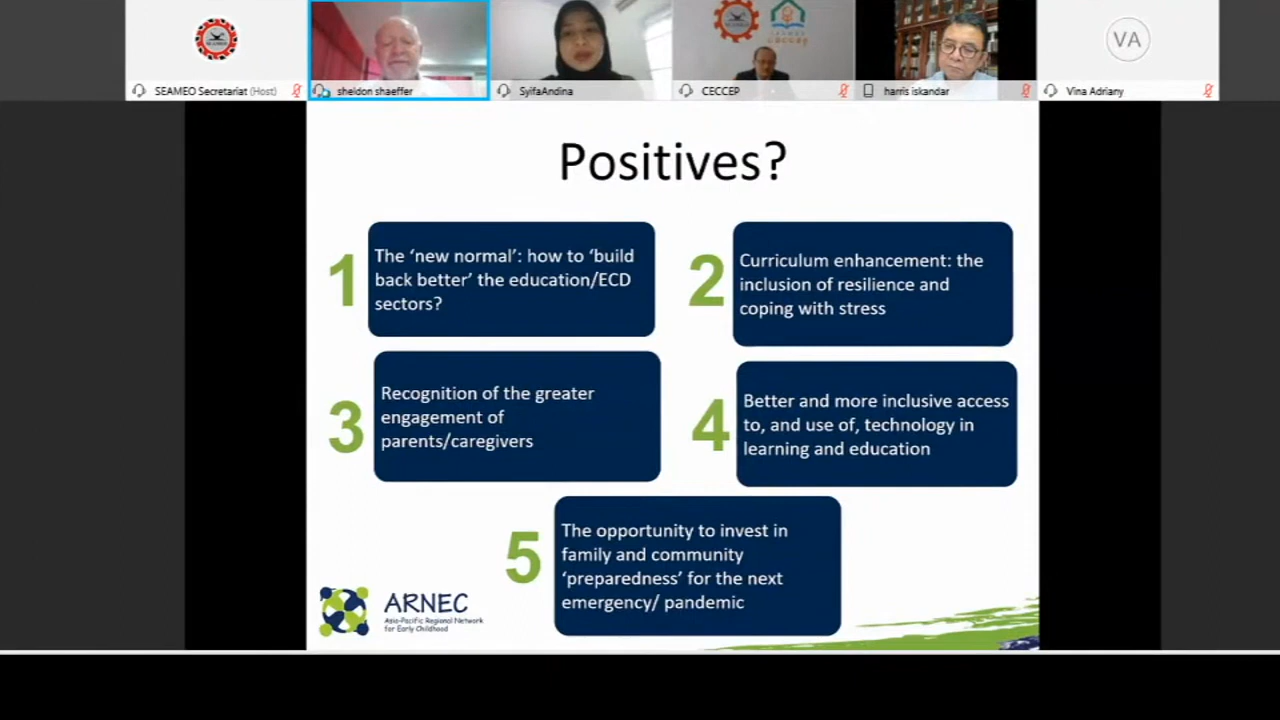 SEAMEO
SEAMEO Secretariat (Host)
sheldon shaeffer
SyifaAndina
CECCEP
harris iskandar
VA
Vina Adriany
Positives?
1
The ‘new normal’: how to ‘build
back better’ the education/ECD
sectors?
2
Curriculum enhancement: the
inclusion of resilience and
coping with stress
3
Recognition of the greater
engagement of
parents/caregivers
4
Better and more inclusive access
to, and use of, technology in
learning and education
5
The opportunity to invest in
family and community
‘preparedness’ for the next
emergency/ pandemic
ARNEC
Asia-Pacific Regional Network
for Early Childhood